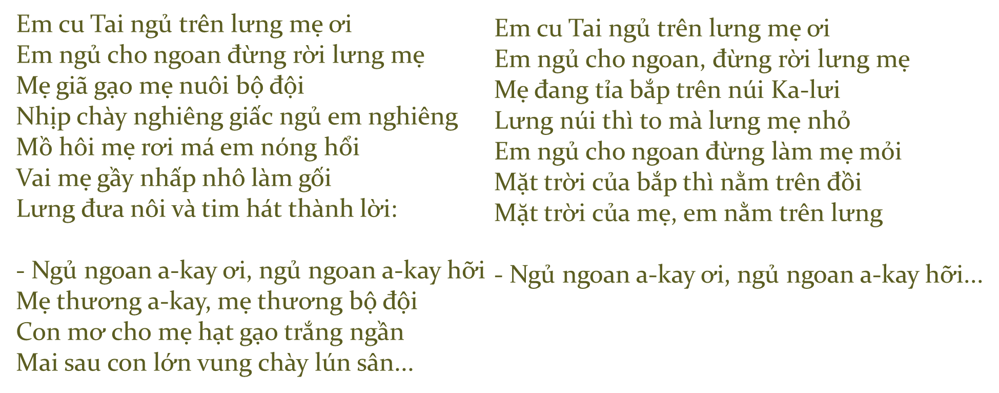 Em cu Tai ngủ trên lưng mẹ ơi
Em ngủ cho ngoan đừng rời lưng mẹ
Mẹ giã gạo mẹ nuôi bộ đội
Nhịp chày nghiêng giấc ngủ em nghiêng
Mồ hôi mẹ rơi má em nóng hổi
Vai mẹ gầy nhấp nhô làm gối
Lưng đưa nôi và tim hát thành lời:

- Ngủ ngoan a-kay ơi, ngủ ngoan a-kay hỡi
Mẹ thương a-kay, mẹ thương bộ đội
Con mơ cho mẹ hạt gạo trắng ngần
Mai sau con lớn vung chày lún sân...

Em cu Tai ngủ trên lưng mẹ ơi
Em ngủ cho ngoan, đừng rời lưng mẹ
Mẹ đang tỉa bắp trên núi Ka-lưi
Lưng núi thì to mà lưng mẹ nhỏ
Em ngủ cho ngoan đừng làm mẹ mỏi
Mặt trời của bắp thì nằm trên đồi
Mặt trời của mẹ, em nằm trên lưng

- Ngủ ngoan a-kay ơi, ngủ ngoan a-kay hỡi...